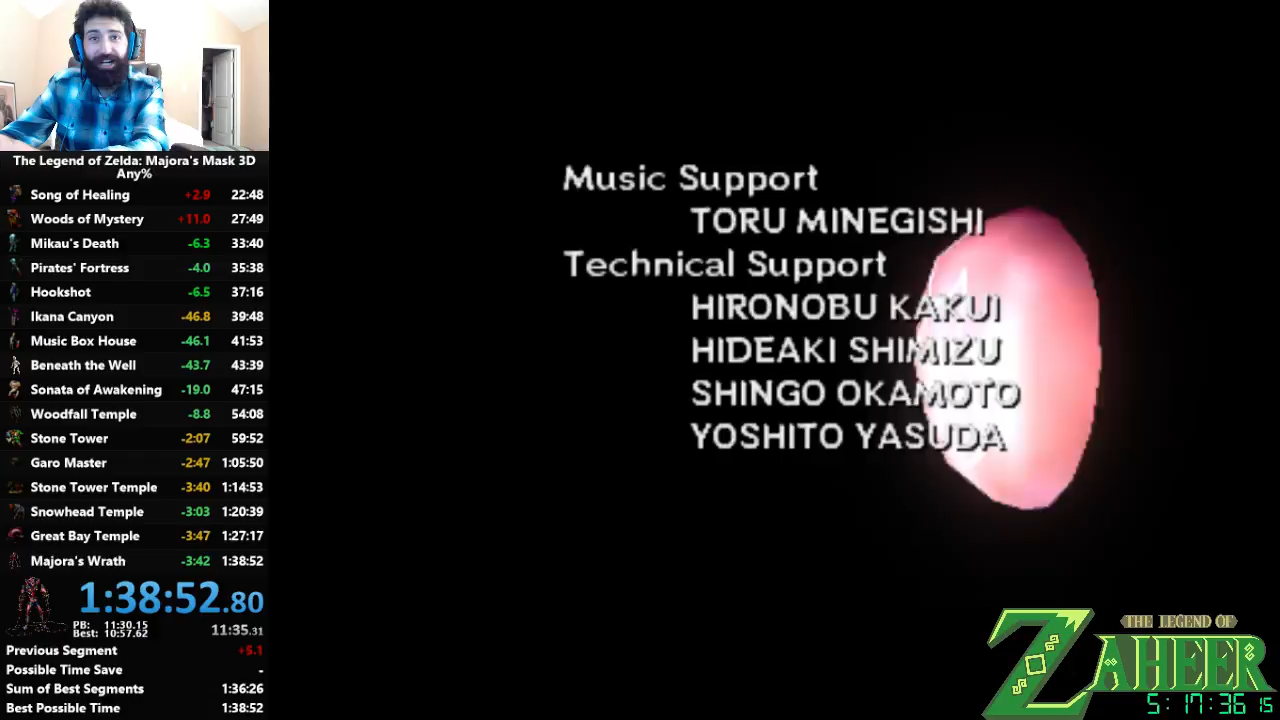 The Legend of Zelda: Majora's Mask 3D
Any%
Song of Healing +2.9 22:48
Woods of Mystery +11.0 27:49
Mikau's Death -6.3 33:40
Pirates' Fortress -4.0 35:38
Hookshot -6.5 37:16
Ikana Canyon -46.8 39:48
Music Box House -46.1 41:53
Beneath the Well -43.7 43:39
Sonata of Awakening -19.0 47:15
Woodfall Temple -8.8 54:08
Stone Tower -2:07 59:52
Garo Master -2:47 1:05:50
Stone Tower Temple -3:40 1:14:53
Snowhead Temple -3:03 1:20:39
Great Bay Temple -3:47 1:27:17
Majora's Wrath -3:42 1:38:52
1:38:52.80
PB: 11:30.15
Best: 10:57.62
11:35.31
Previous Segment +5.1
Possible Time Save -
Sum of Best Segments 1:36:26
Best Possible Time 1:38:52
Music Support
TORU MINEGISHI
Technical Support
HIRONOBU KAKUI
HIDEAKI SHIMIZU
SHINGO OKAMOTO
YOSHITO YASUDA
THE LEGEND OF
ZAHEER
5:17:36 15